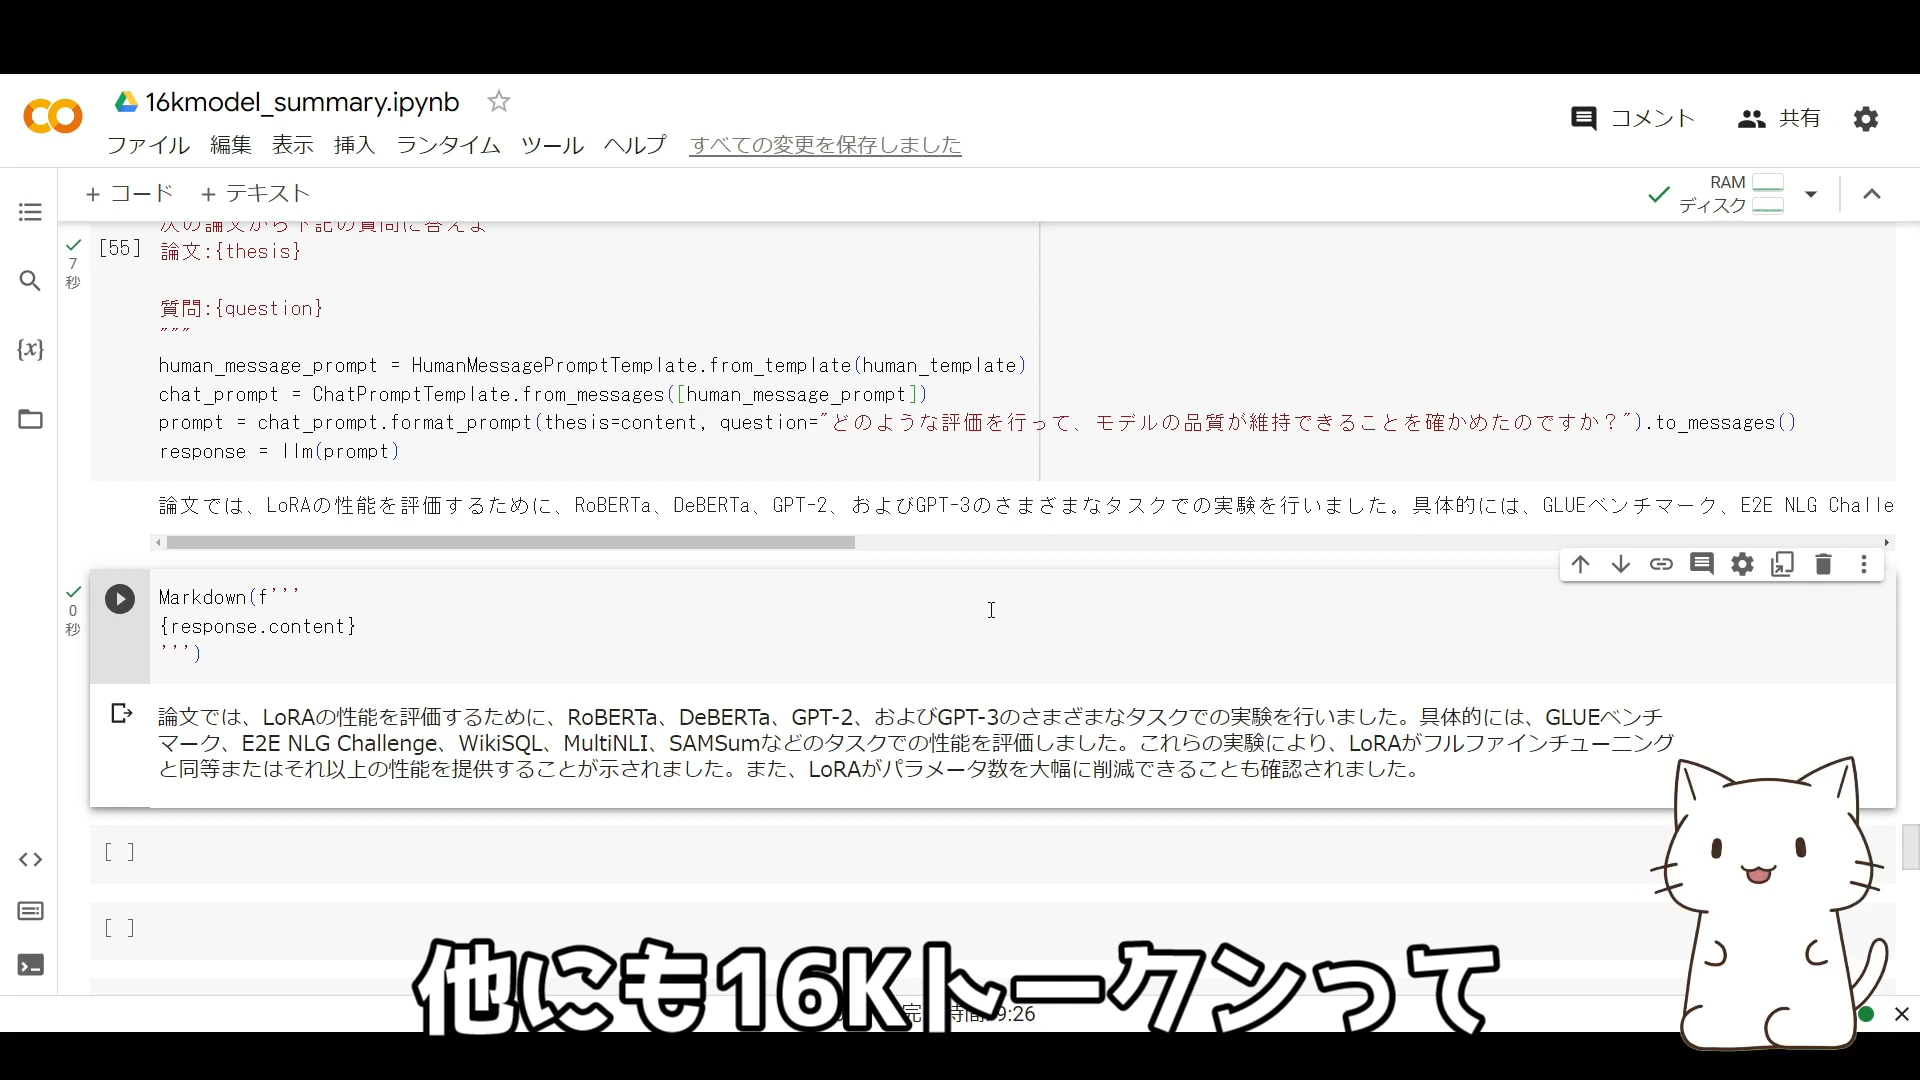 16kmodel_summary.ipynb
ファイル 編集 表示 挿入 ランタイム ツール ヘルプ すべての変更を保存しました
コメント 共有
+ コード + テキスト
RAM
ディスク
次の論文から下記の質問に答えよ
[55]
7
秒
論文:{thesis}
質問:{question}
"""
human_message_prompt = HumanMessagePromptTemplate.from_template(human_template)
chat_prompt = ChatPromptTemplate.from_messages([human_message_prompt])
prompt = chat_prompt.format_prompt(thesis=content, question="どのような評価を行って、モデルの品質が維持できることを確かめたのですか？").to_messages()
response = llm(prompt)
論文では、LoRAの性能を評価するために、RoBERTa、DeBERTa、GPT-2、およびGPT-3のさまざまなタスクでの実験を行いました。具体的には、GLUEベンチマーク、E2E NLG Challe
0
秒
Markdown(f'''
{response.content}
''')
論文では、LoRAの性能を評価するために、RoBERTa、DeBERTa、GPT-2、およびGPT-3のさまざまなタスクでの実験を行いました。具体的には、GLUEベンチ
マーク、E2E NLG Challenge、WikiSQL、MultiNLI、SAMSumなどのタスクでの性能を評価しました。これらの実験により、LoRAがフルファインチューニング
と同等またはそれ以上の性能を提供することが示されました。また、LoRAがパラメータ数を大幅に削減できることも確認されました。
[ ]
[ ]
他にも16Kトークンって